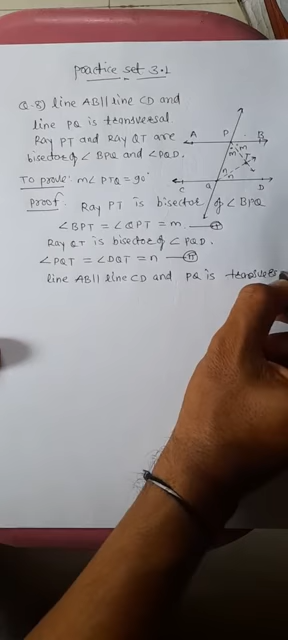 practice set 3.1
Q.8) line AB || line CD and
line PQ is transversal
Ray PT and Ray QT are
bisector of ∠ BPQ and ∠PQD.
To prove: m∠ PTQ = 90°
Proof: Ray PT is bisector of ∠ BPQ
∠ BPT = ∠ QPT = m. — (I)
Ray QT is bisector of ∠ PQD.
∠ PQT = ∠ DQT = n — (II)
line AB || line CD and PQ is transvers
A P B
m m
T
n
C Q D